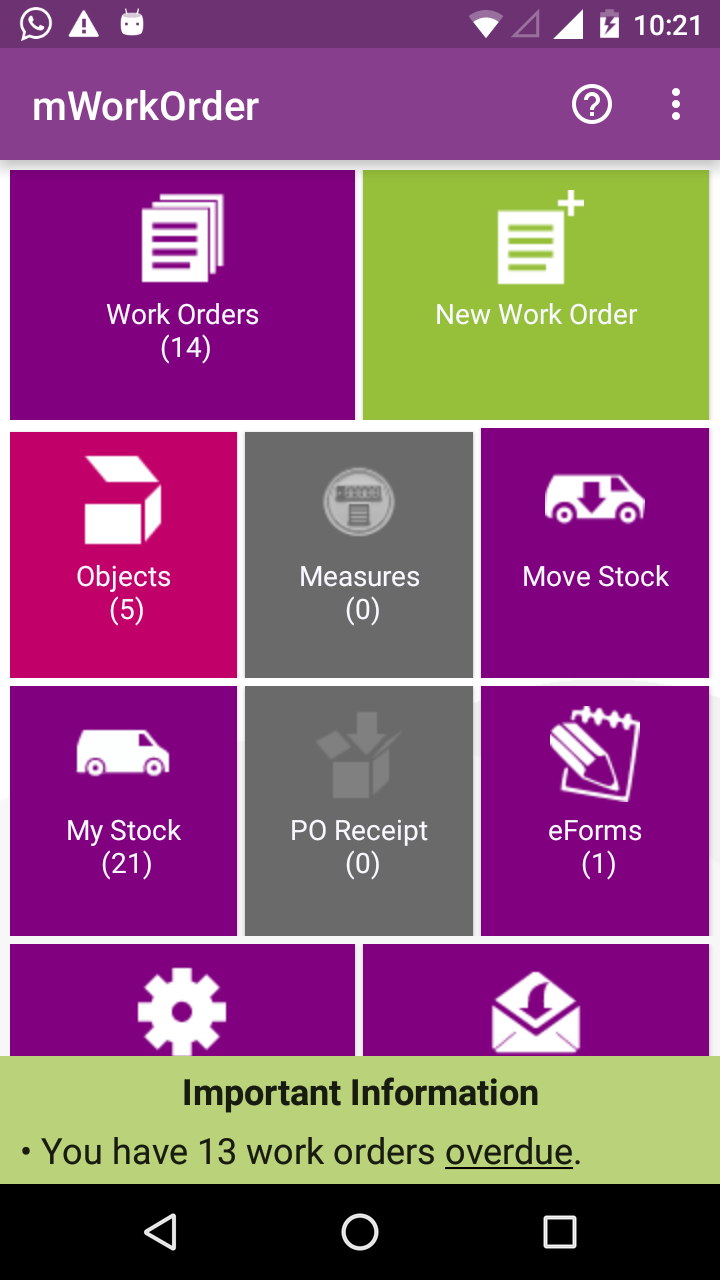 10:21
mWorkOrder
Work Orders
(14)
New Work Order
Objects
(5)
Measures
(0)
Move Stock
My Stock
(21)
PO Receipt
(0)
eForms
(1)
Important Information
• You have 13 work orders overdue.